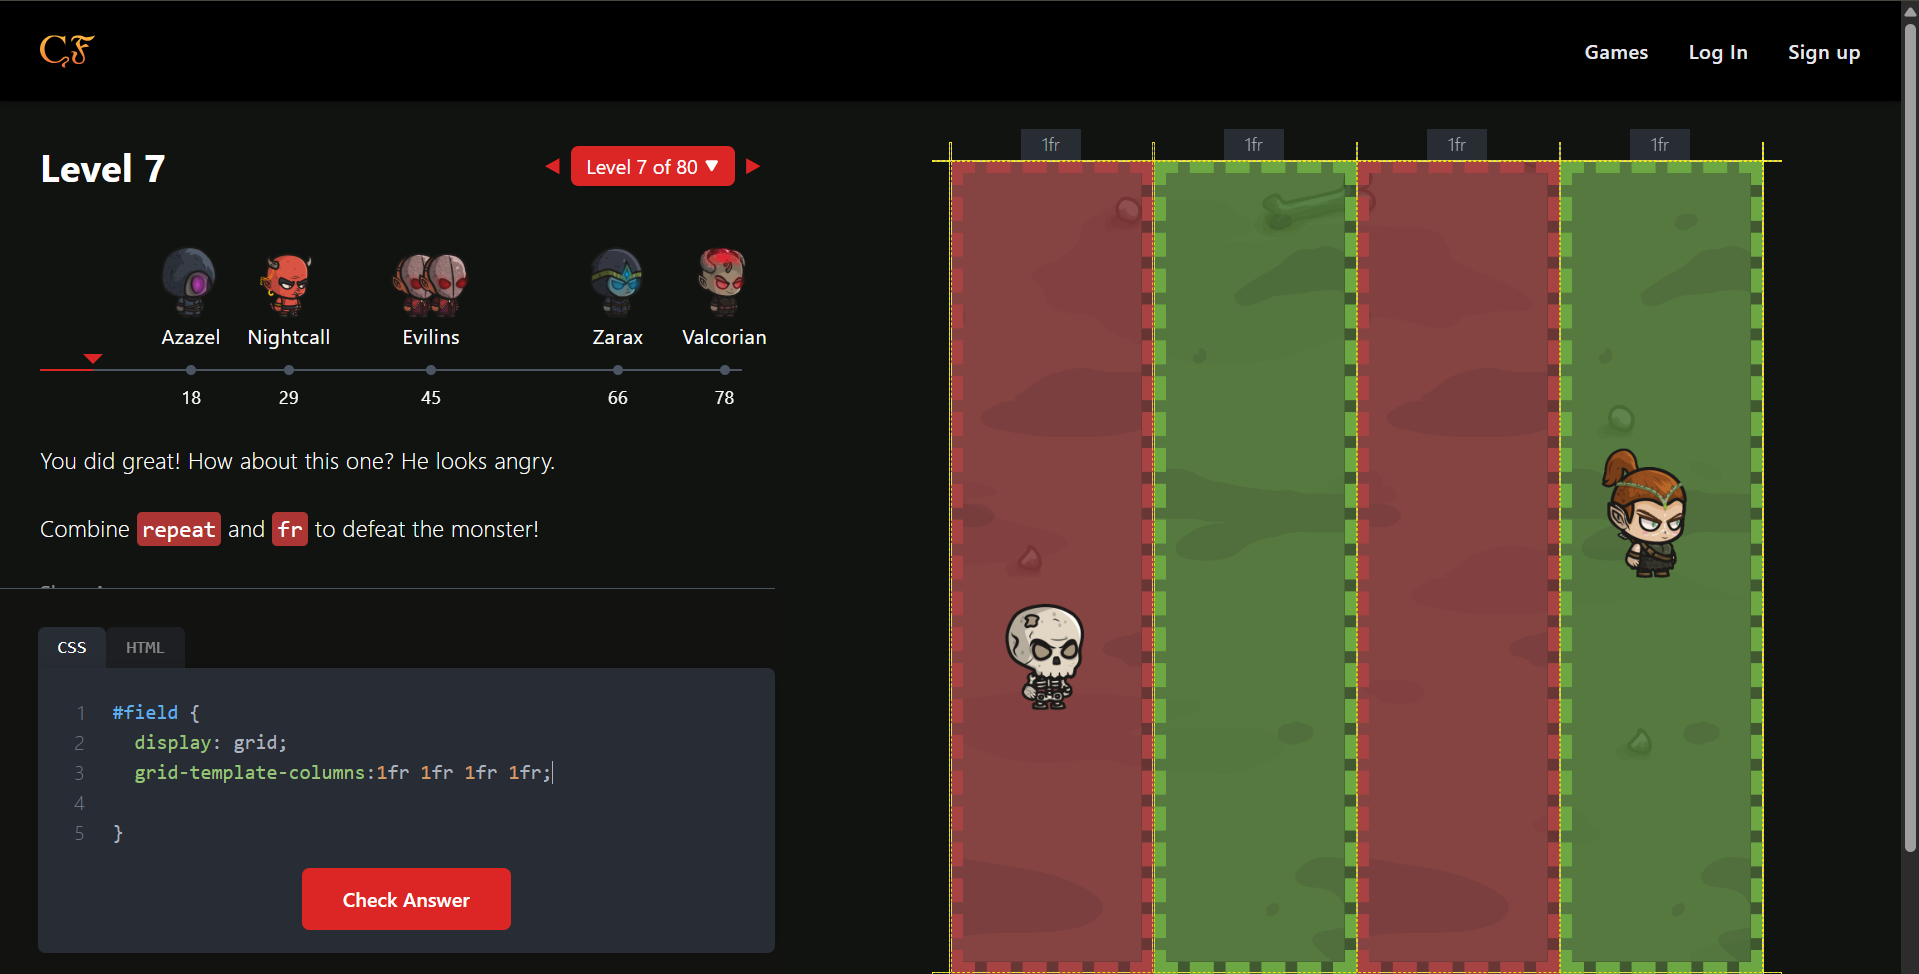 CF
Games Log In Sign up
Level 7
Level 7 of 80 ▼
Azazel Nightcall Evilins Zarax Valcorian
18 29 45 66 78
You did great! How about this one? He looks angry.
Combine repeat and fr to defeat the monster!
CSS HTML
1 #field {
2 display: grid;
3 grid-template-columns:1fr 1fr 1fr 1fr;
4
5 }
Check Answer
1fr 1fr 1fr 1fr